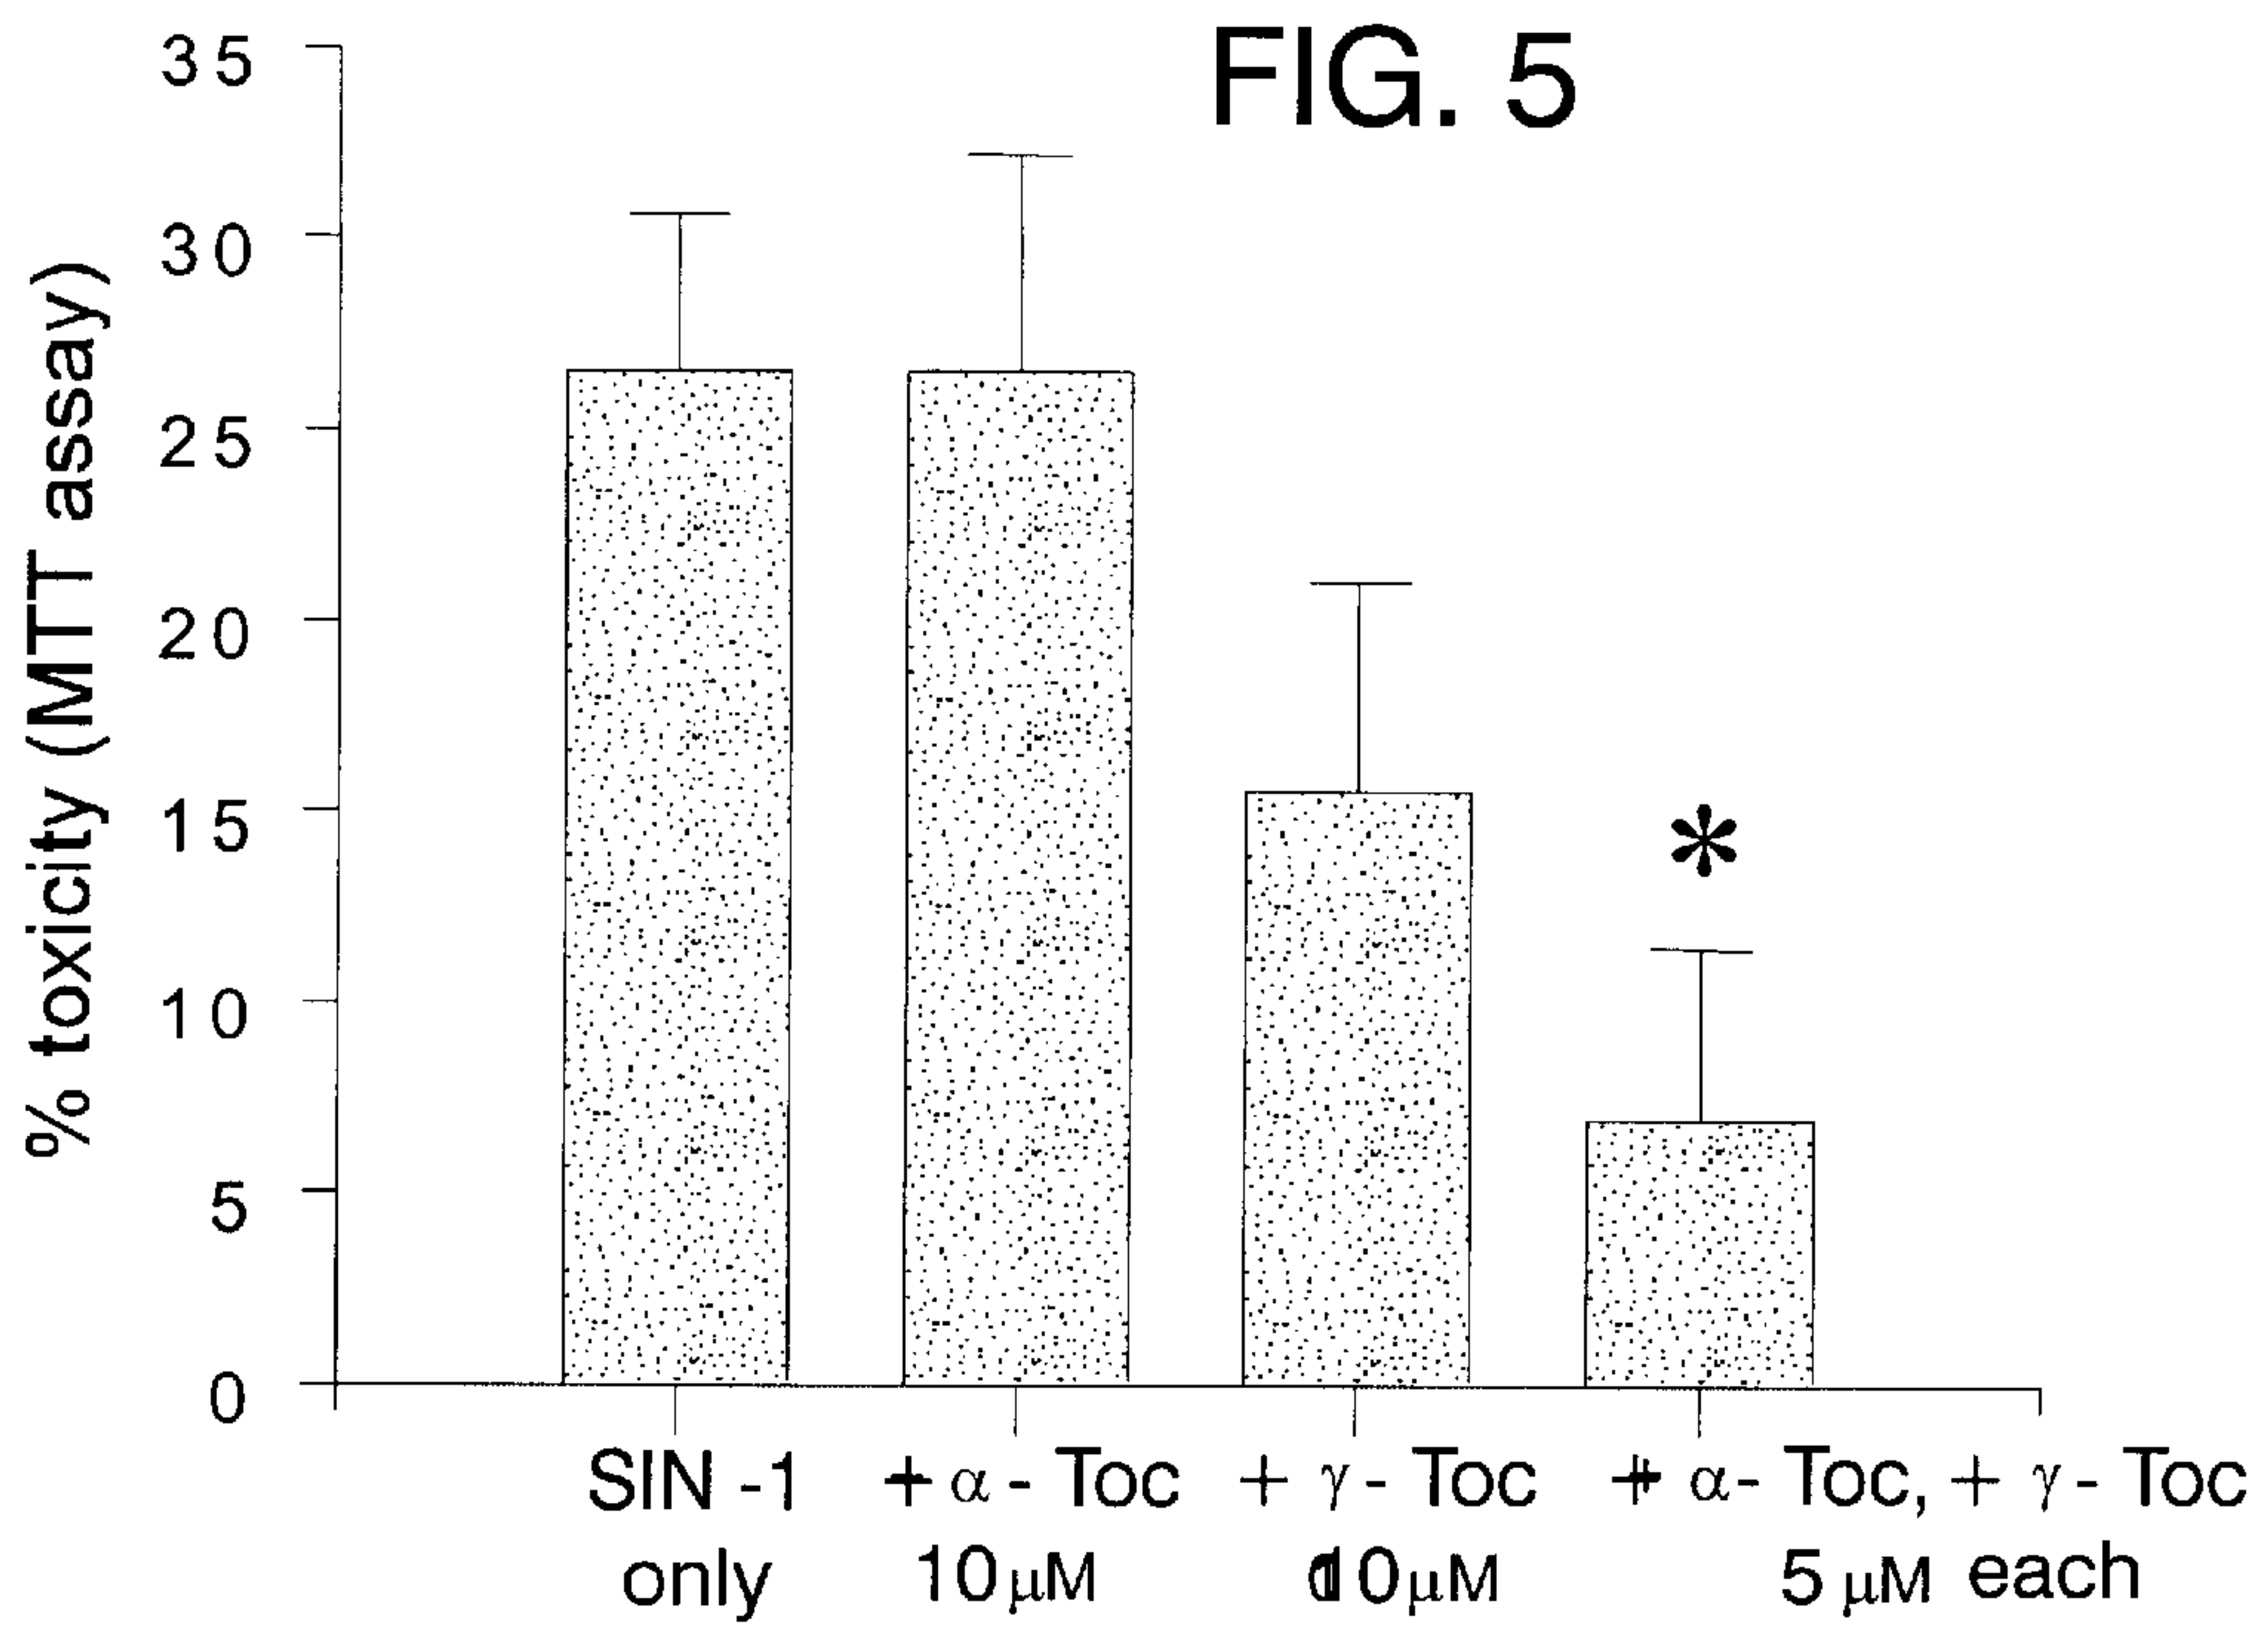 FIG. 5
% toxicity (MTT assay)
35
30
25
20
15
10
5
0
*
SIN -1 + α - Toc + γ - Toc + α- Toc, + γ - Toc
only 10 μM 10 μM 5 μM each